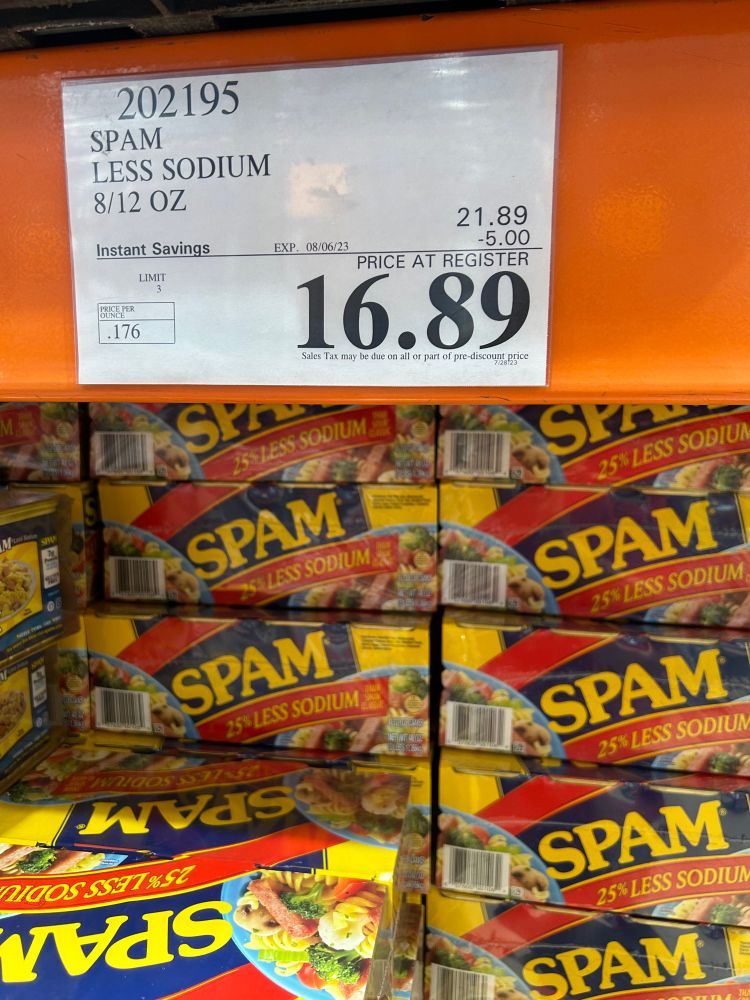 202195
SPAM
LESS SODIUM
8/12 OZ
21.89
-5.00
Instant Savings
EXP. 08/06/23
PRICE AT REGISTER
LIMIT
3
16.89
PRICE PER
OUNCE
.176
Sales Tax may be due on all or part of pre-discount price
7/28/23
M
SPAM
25% LESS SODIUM
SPAM
25% LESS SODIUM
SPAM
25% LESS SODIUM
SPAM
25% LESS SODIUM
SPAM
25% LESS SODIUM
SPAM
25% LESS SODIUM
25% LESS SODIUM
SPAM
SPAM
25% LESS SODIUM
25% LESS SODIUM
SPAM
SPAM